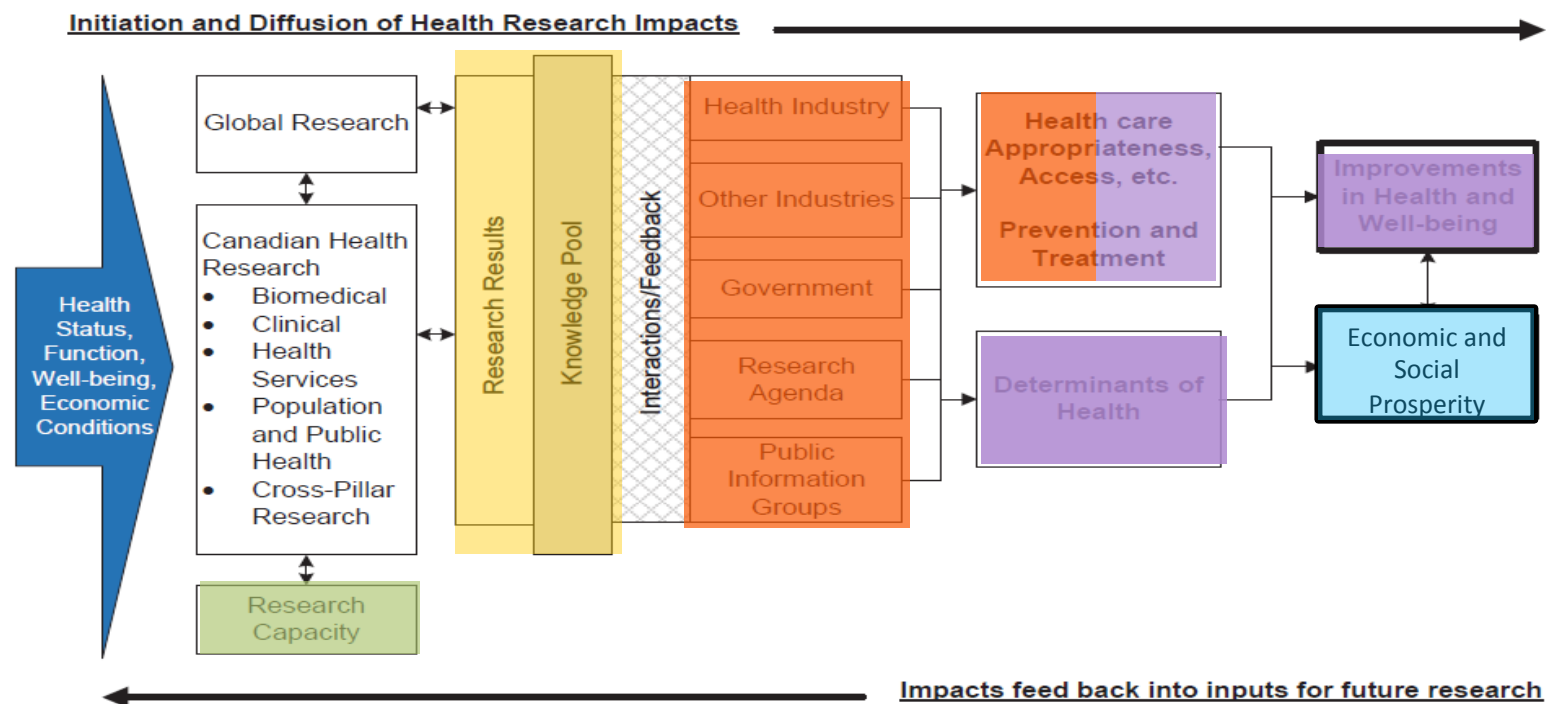 Initiation and Diffusion of Health Research Impacts
Health
Status,
Function,
Well-being,
Economic
Conditions
Global Research
Canadian Health
Research
• Biomedical
• Clinical
• Health
Services
• Population
and Public
Health
• Cross-Pillar
Research
Research
Capacity
Research Results
Knowledge Pool
Interactions/Feedback
Health Industry
Other Industries
Government
Research
Agenda
Public
Information
Groups
Health care
Appropriateness,
Access, etc.
Prevention and
Treatment
Determinants of
Health
Improvements
in Health and
Well-being
Economic and
Social
Prosperity
Impacts feed back into inputs for future research